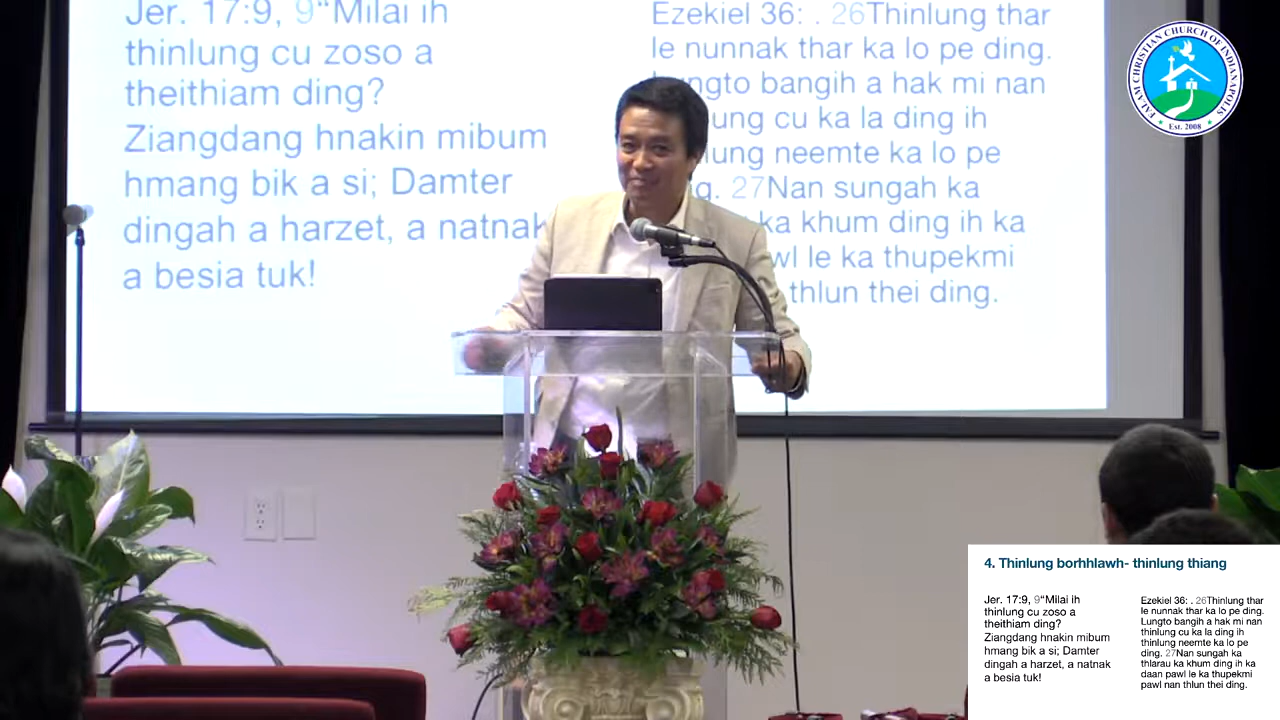 Jer. 17:9, 9“Milai ih
thinlung cu zoso a
theithiam ding?
Ziangdang hnakin mibum
hmang bik a si; Damter
dingah a harzet, a natnak
a besia tuk!
Ezekiel 36: . 26Thinlung thar
le nunnak thar ka lo pe ding.
Lungto bangih a hak mi nan
cu ka la ding ih
neemte ka lo pe
27Nan sungah ka
ka khum ding ih ka
le ka thupekmi
thlun thei ding.
FALAM CHRISTIAN CHURCH OF INDIANAPOLIS
Est. 2008
4. Thinlung borhhlawh- thinlung thiang
Jer. 17:9, 9“Milai ih
thinlung cu zoso a
theithiam ding?
Ziangdang hnakin mibum
hmang bik a si; Damter
dingah a harzet, a natnak
a besia tuk!
Ezekiel 36: . 26Thinlung thar
le nunnak thar ka lo pe ding.
Lungto bangih a hak mi nan
thinlung cu ka la ding ih
thinlung neemte ka lo pe
ding. 27Nan sungah ka
thlarau ka khum ding ih ka
daan pawl le ka thupekmi
pawl nan thlun thei ding.